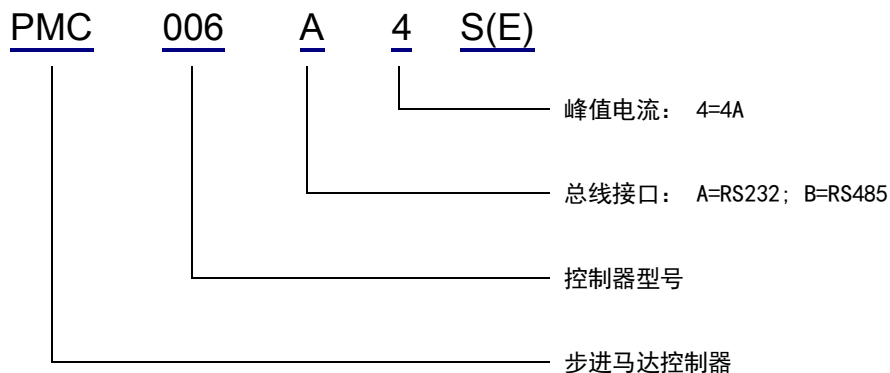 PMC 006 A 4 S(E)
峰值电流： 4=4A
总线接口： A=RS232; B=RS485
控制器型号
步进马达控制器